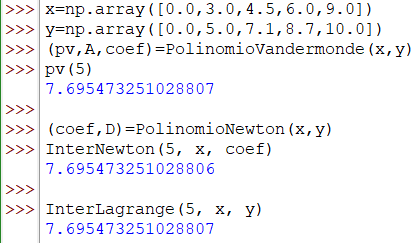 >>> x=np.array([0.0,3.0,4.5,6.0,9.0])
>>> y=np.array([0.0,5.0,7.1,8.7,10.0])
>>> (pv,A,coef)=PolinomioVandermonde(x,y)
>>> pv(5)
7.695473251028807
>>>
>>> (coef,D)=PolinomioNewton(x,y)
>>> InterNewton(5, x, coef)
7.695473251028806
>>>
>>> InterLagrange(5, x, y)
7.695473251028807